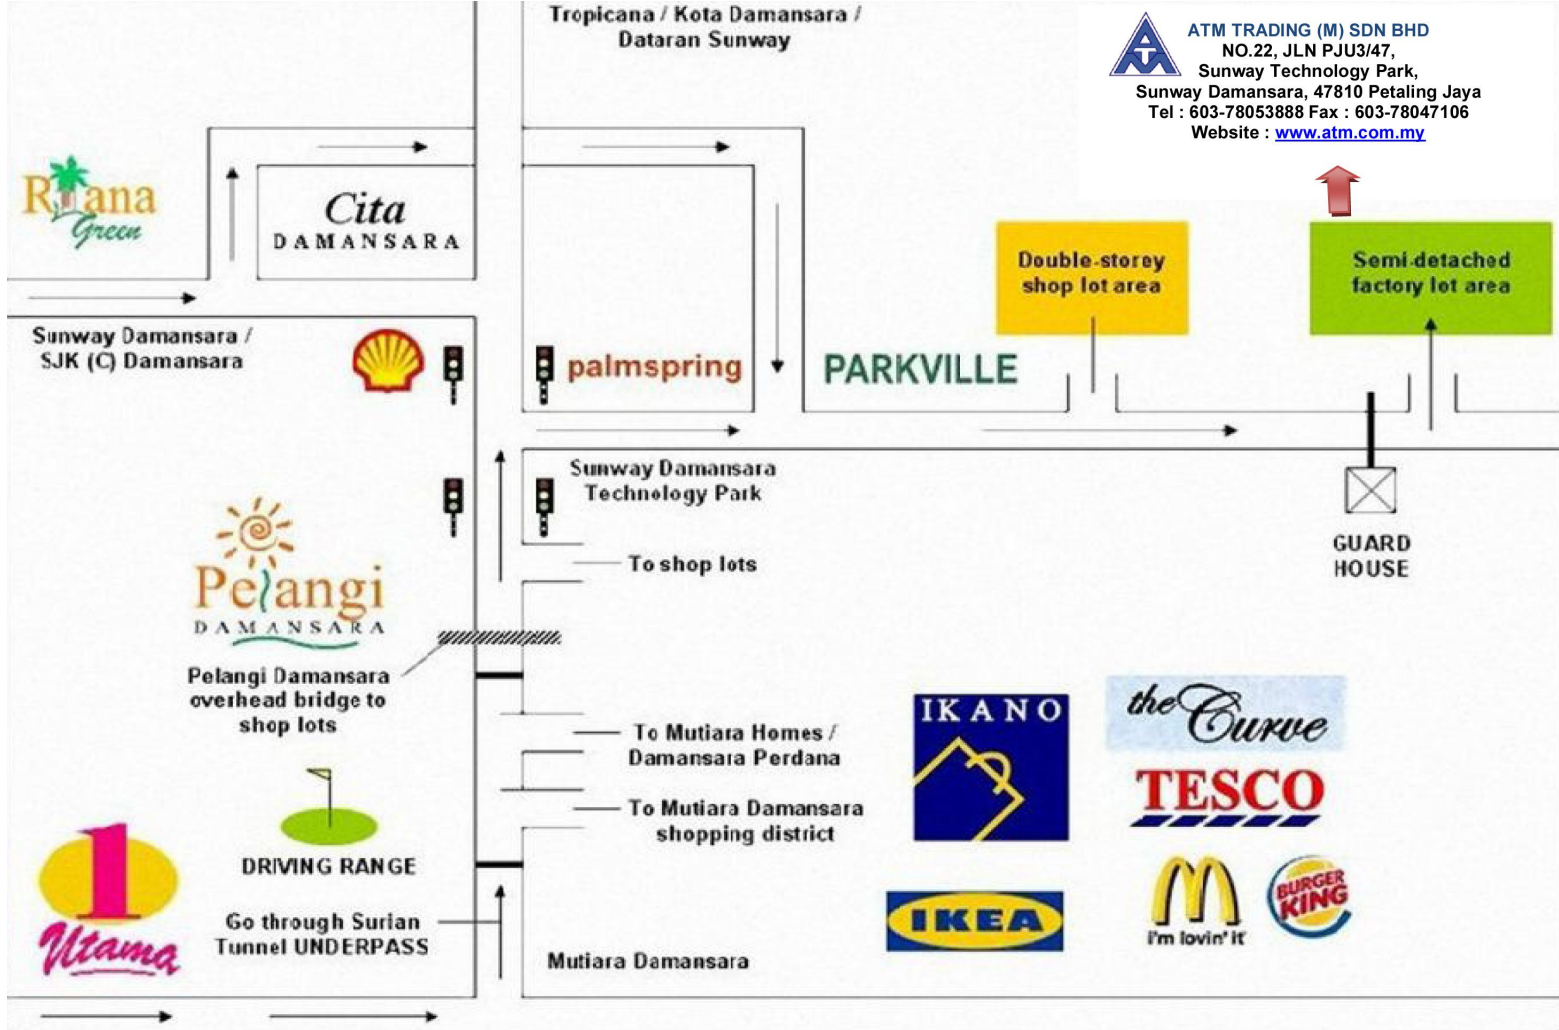 Tropicana / Kota Damansara /
Dataran Sunway
ATM
ATM TRADING (M) SDN BHD
NO.22, JLN PJU3/47,
Sunway Technology Park,
Sunway Damansara, 47810 Petaling Jaya
Tel : 603-78053888 Fax : 603-78047106
Website : www.atm.com.my
Riana
Green
Cita
DAMANSARA
Double-storey
shop lot area
Semi-detached
factory lot area
Sunway Damansara /
SJK (C) Damansara
palmspring
PARKVILLE
Sunway Damansara
Technology Park
To shop lots
GUARD
HOUSE
Pelangi
DAMANSARA
Pelangi Damansara
overhead bridge to
shop lots
To Mutiara Homes /
Damansara Perdana
To Mutiara Damansara
shopping district
IKANO
the Curve
TESCO
DRIVING RANGE
1
Utama
Go through Surian
Tunnel UNDERPASS
IKEA
i'm lovin' it
BURGER
KING
Mutiara Damansara